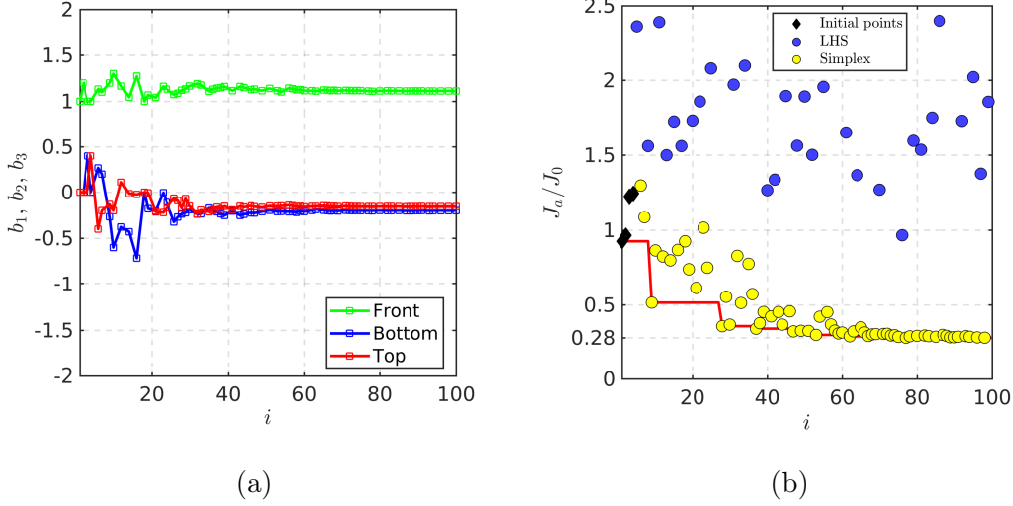 2
1.5
1
0.5
0
-0.5
-1
-1.5
-2
b1, b2, b3
Front
Bottom
Top
20 40 60 80 100
i
(a)
2.5
2
1.5
1
0.5
0.28
0
Ja/J0
Initial points
LHS
Simplex
20 40 60 80 100
i
(b)